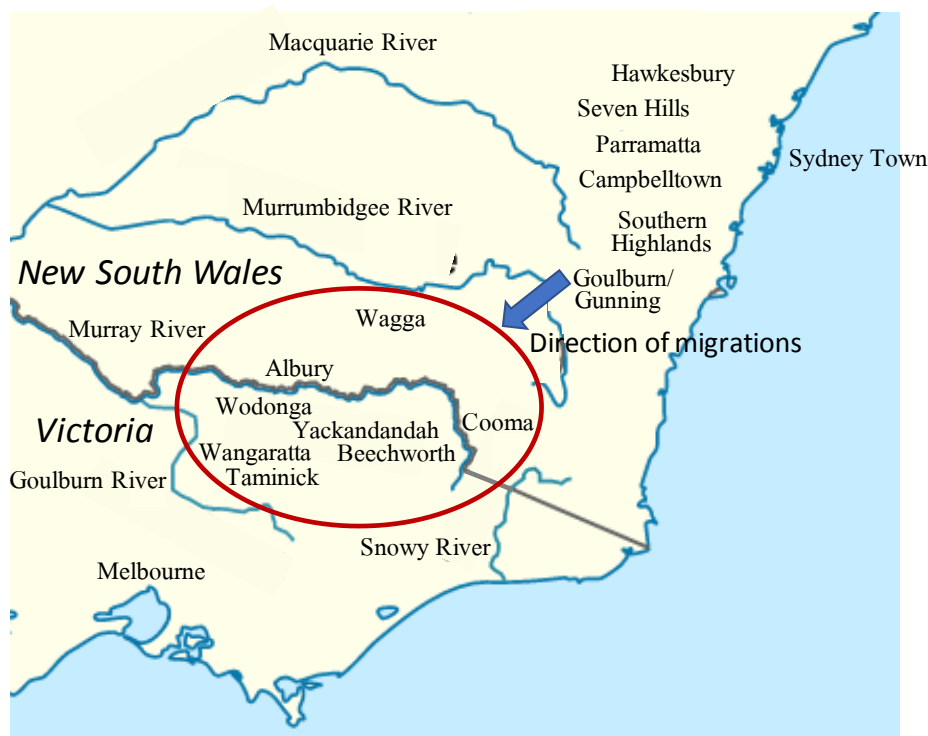 Macquarie River
Hawkesbury
Seven Hills
Parramatta
Sydney Town
Campbelltown
Murrumbidgee River
Southern
Highlands
New South Wales
Goulburn/
Gunning
Murray River
Wagga
Direction of migrations
Albury
Wodonga
Victoria
Yackandandah
Cooma
Wangaratta
Beechworth
Taminick
Goulburn River
Snowy River
Melbourne